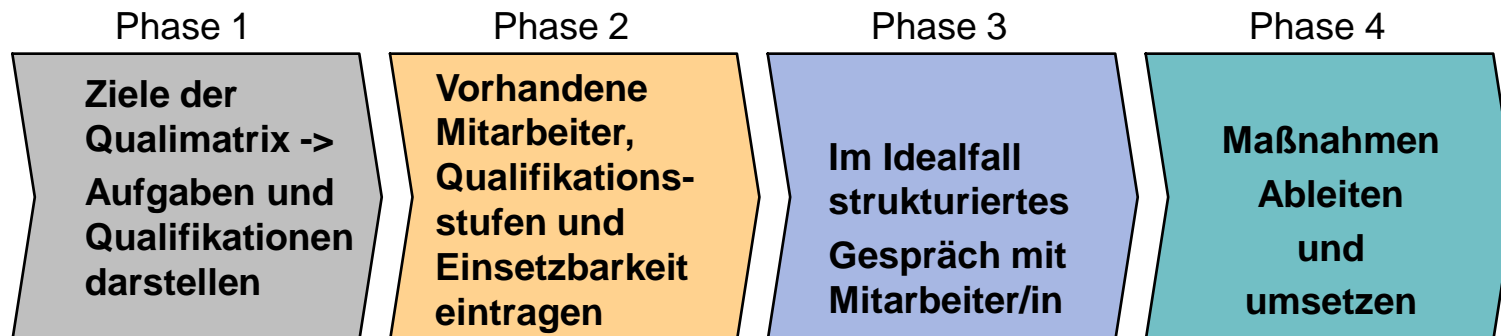 Phase 1
Ziele der
Qualimatrix ->
Aufgaben und
Qualifikationen
darstellen
Phase 2
Vorhandene
Mitarbeiter,
Qualifikations-
stufen und
Einsetzbarkeit
eintragen
Phase 3
Im Idealfall
strukturiertes
Gespräch mit
Mitarbeiter/in
Phase 4
Maßnahmen
Ableiten
und
umsetzen